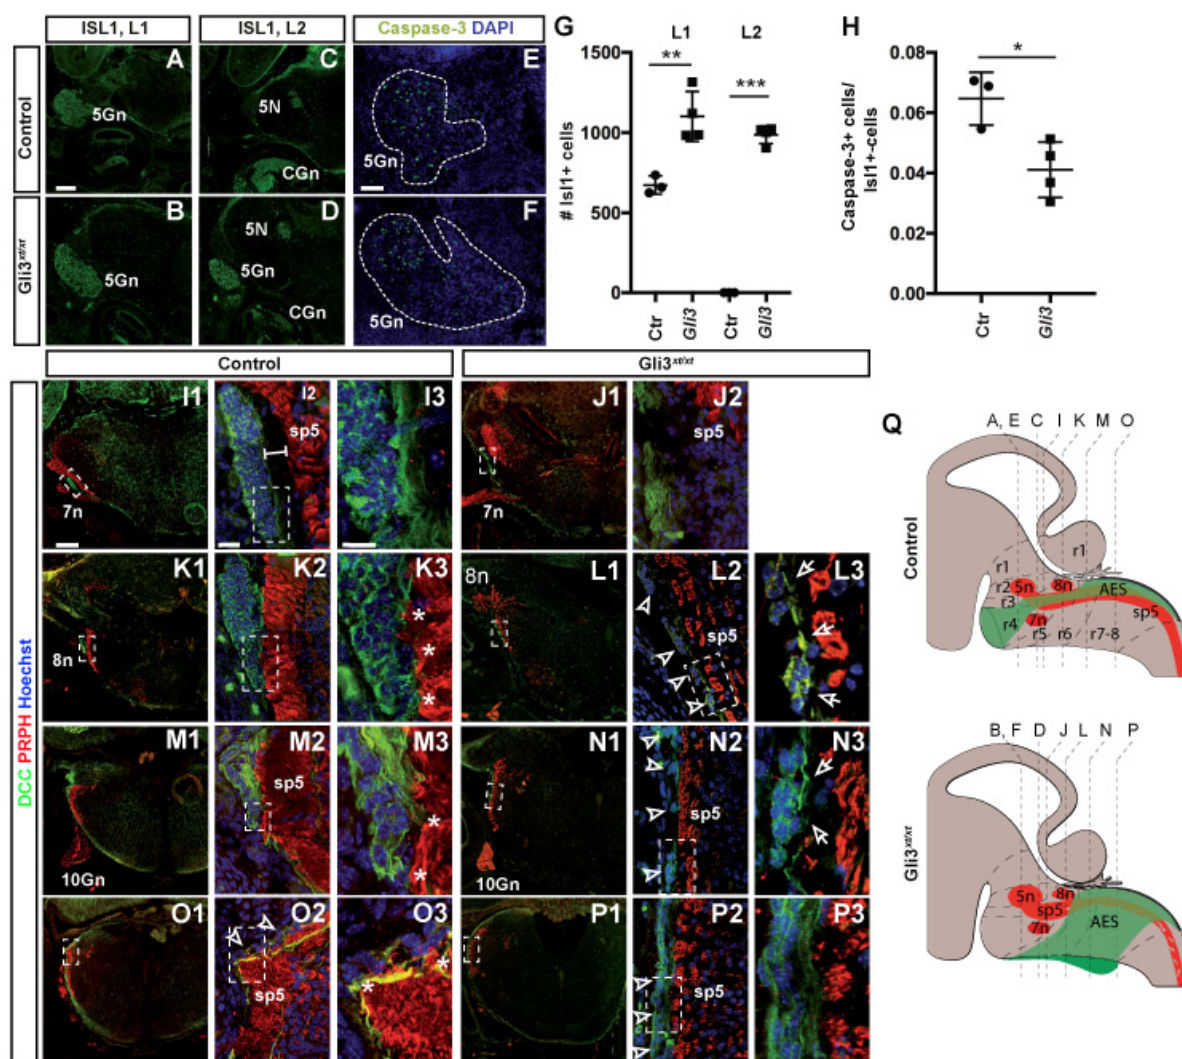 ISL1, L1
ISL1, L2
Caspase-3 DAPI
Control
Gli3xt/xt
A
5Gn
C
5N
CGn
E
5Gn
B
5Gn
D
5N
5Gn
CGn
F
5Gn
G
L1
L2
# Isl1+ cells
1500
1000
500
0
**
***
Ctr
Gli3
Ctr
Gli3
H
Caspase-3+ cells/
Isl1+-cells
0.08
0.06
0.04
0.02
0.00
*
Ctr
Gli3
Control
Gli3xt/xt
DCC PRPH Hoechst
I1
7n
I2
sp5
I3
J1
7n
J2
sp5
K1
8n
K2
K3
*
*
*
L1
8n
L2
sp5
L3
M1
10Gn
M2
sp5
M3
*
*
N1
10Gn
N2
sp5
N3
O1
O2
sp5
O3
*
*
P1
P2
sp5
P3
Q
A, E C I K M O
Control
r1
r1
r2
5n
8n
AES
r3
sp5
r4
7n
r5
r6
r7-8
B, F D J L N P
Gli3xt/xt
5n
8n
sp5
7n
AES